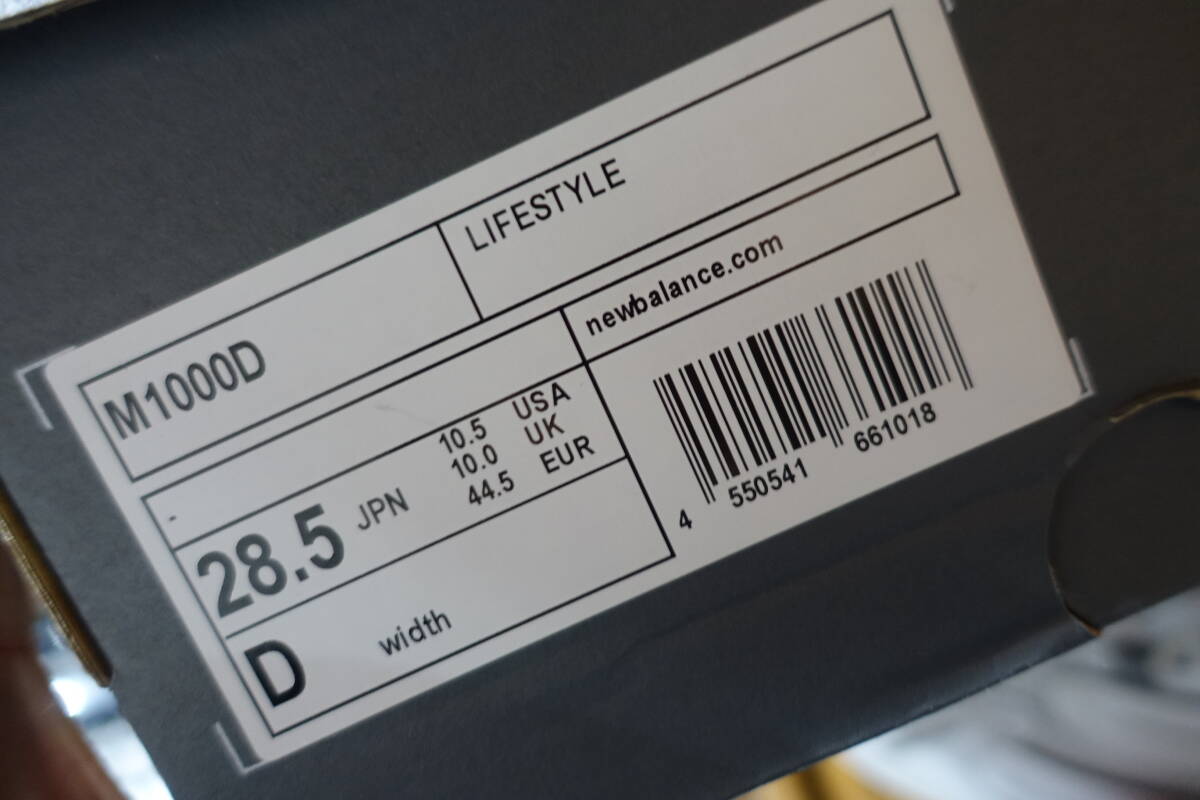 M1000D
LIFESTYLE
newbalance.com
-
28.5 JPN
10.5 USA
10.0 UK
44.5 EUR
D width
4 550541 661018